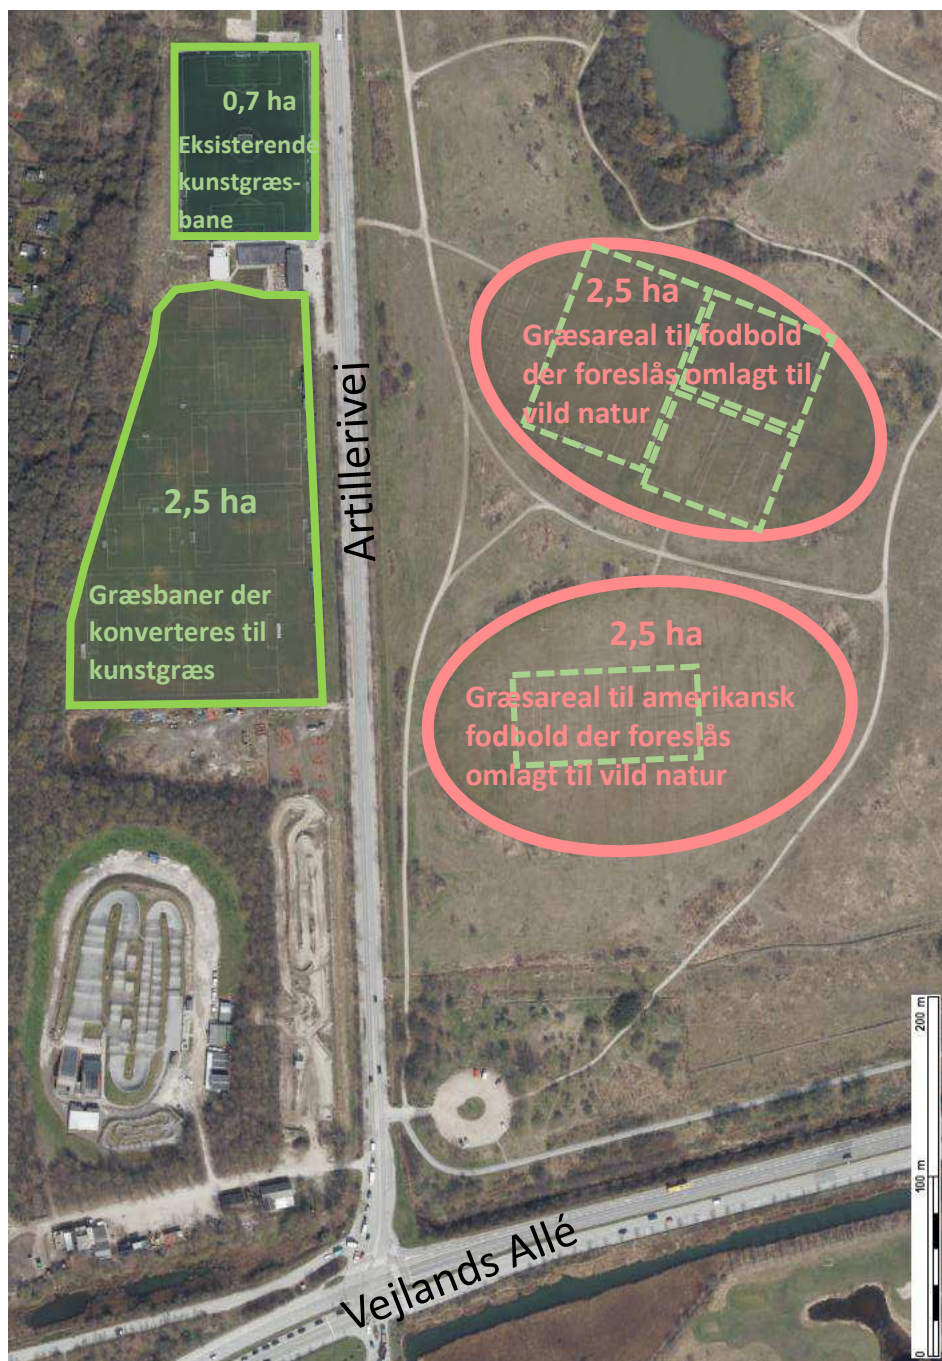 0,7 ha
Eksisterende
kunstgræs-
bane
2,5 ha
Græsareal til fodbold
der foreslås omlagt til
vild natur
Artillerivej
2,5 ha
Græsbaner der
konverteres til
kunstgræs
2,5 ha
Græsareal til amerikansk
fodbold der foreslås
omlagt til vild natur
Vejlands Allé
200 m
100 m
0